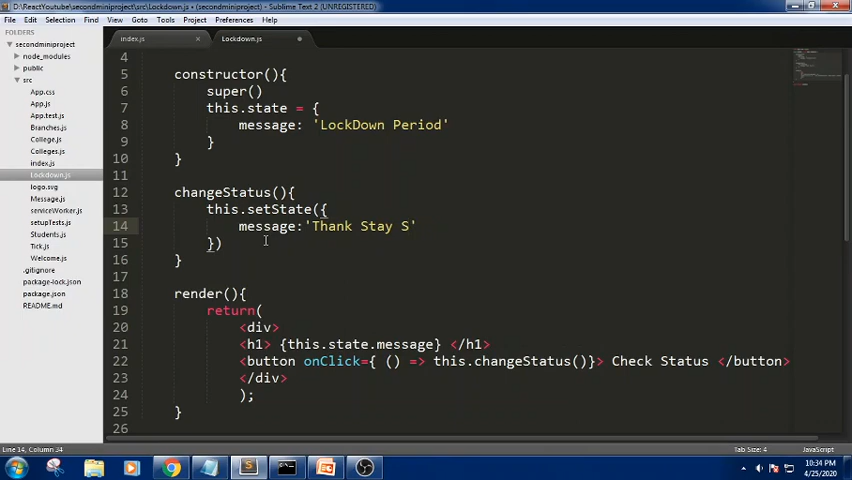 D:\ReactYoutube\secondminiproject\src\Lockdown.js • (secondminiproject) - Sublime Text 2 (UNREGISTERED)
File Edit Selection Find View Goto Tools Project Preferences Help
FOLDERS
secondminiproject
node_modules
public
src
App.css
App.js
App.test.js
Branches.js
College.js
Colleges.js
index.js
Lockdown.js
logo.svg
Message.js
serviceWorker.js
setupTests.js
Students.js
Tick.js
Welcome.js
.gitignore
package-lock.json
package.json
README.md
index.js × Lockdown.js •
4
5 constructor(){
6 super()
7 this.state = {
8 message: 'LockDown Period'
9 }
10 }
11
12 changeStatus(){
13 this.setState({
14 message:'Thank Stay S'
15 })
16 }
17
18 render(){
19 return(
20 <div>
21 <h1> {this.state.message} </h1>
22 <button onClick={ () => this.changeStatus()}> Check Status </button>
23 </div>
24 );
25 }
26
Line 14, Column 34 Tab Size: 4 JavaScript
10:34 PM
4/25/2020